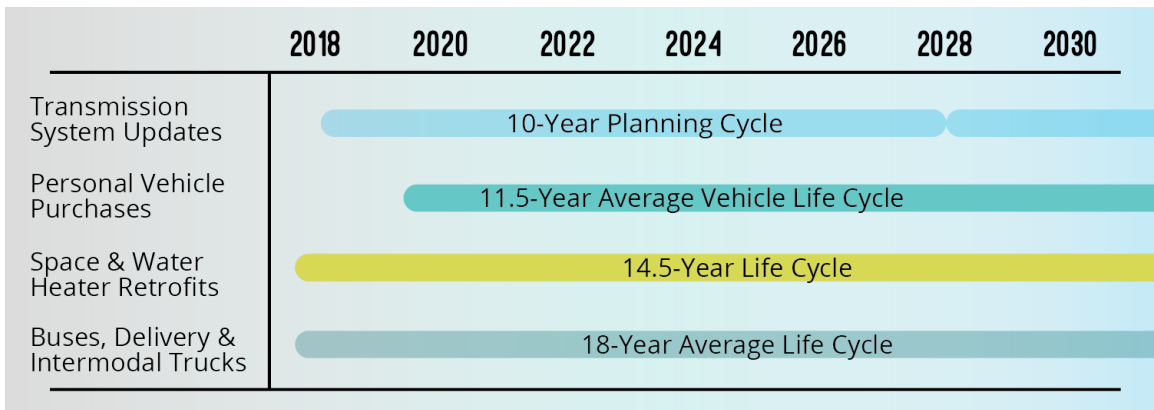 2018 2020 2022 2024 2026 2028 2030
Transmission
System Updates
10-Year Planning Cycle
Personal Vehicle
Purchases
11.5-Year Average Vehicle Life Cycle
Space & Water
Heater Retrofits
14.5-Year Life Cycle
Buses, Delivery &
Intermodal Trucks
18-Year Average Life Cycle